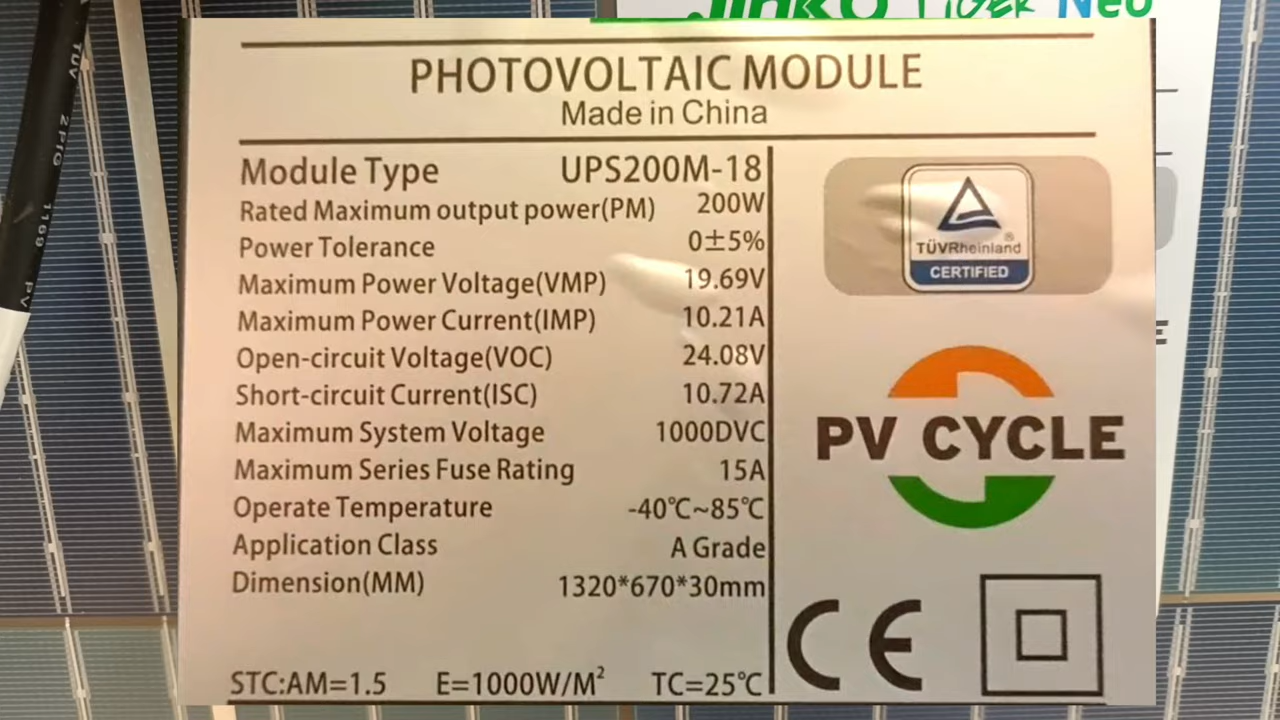 Jinko Tiger Neo
PHOTOVOLTAIC MODULE
Made in China
Module Type UPS200M-18
Rated Maximum output power(PM) 200W
Power Tolerance 0±5%
Maximum Power Voltage(VMP) 19.69V
Maximum Power Current(IMP) 10.21A
Open-circuit Voltage(VOC) 24.08V
Short-circuit Current(ISC) 10.72A
Maximum System Voltage 1000DVC
Maximum Series Fuse Rating 15A
Operate Temperature -40℃~85℃
Application Class A Grade
Dimension(MM) 1320*670*30mm
STC:AM=1.5 E=1000W/M² TC=25℃
TÜVRheinland®
CERTIFIED
PV CYCLE
CE
TÜV 2PfG 1169 PV